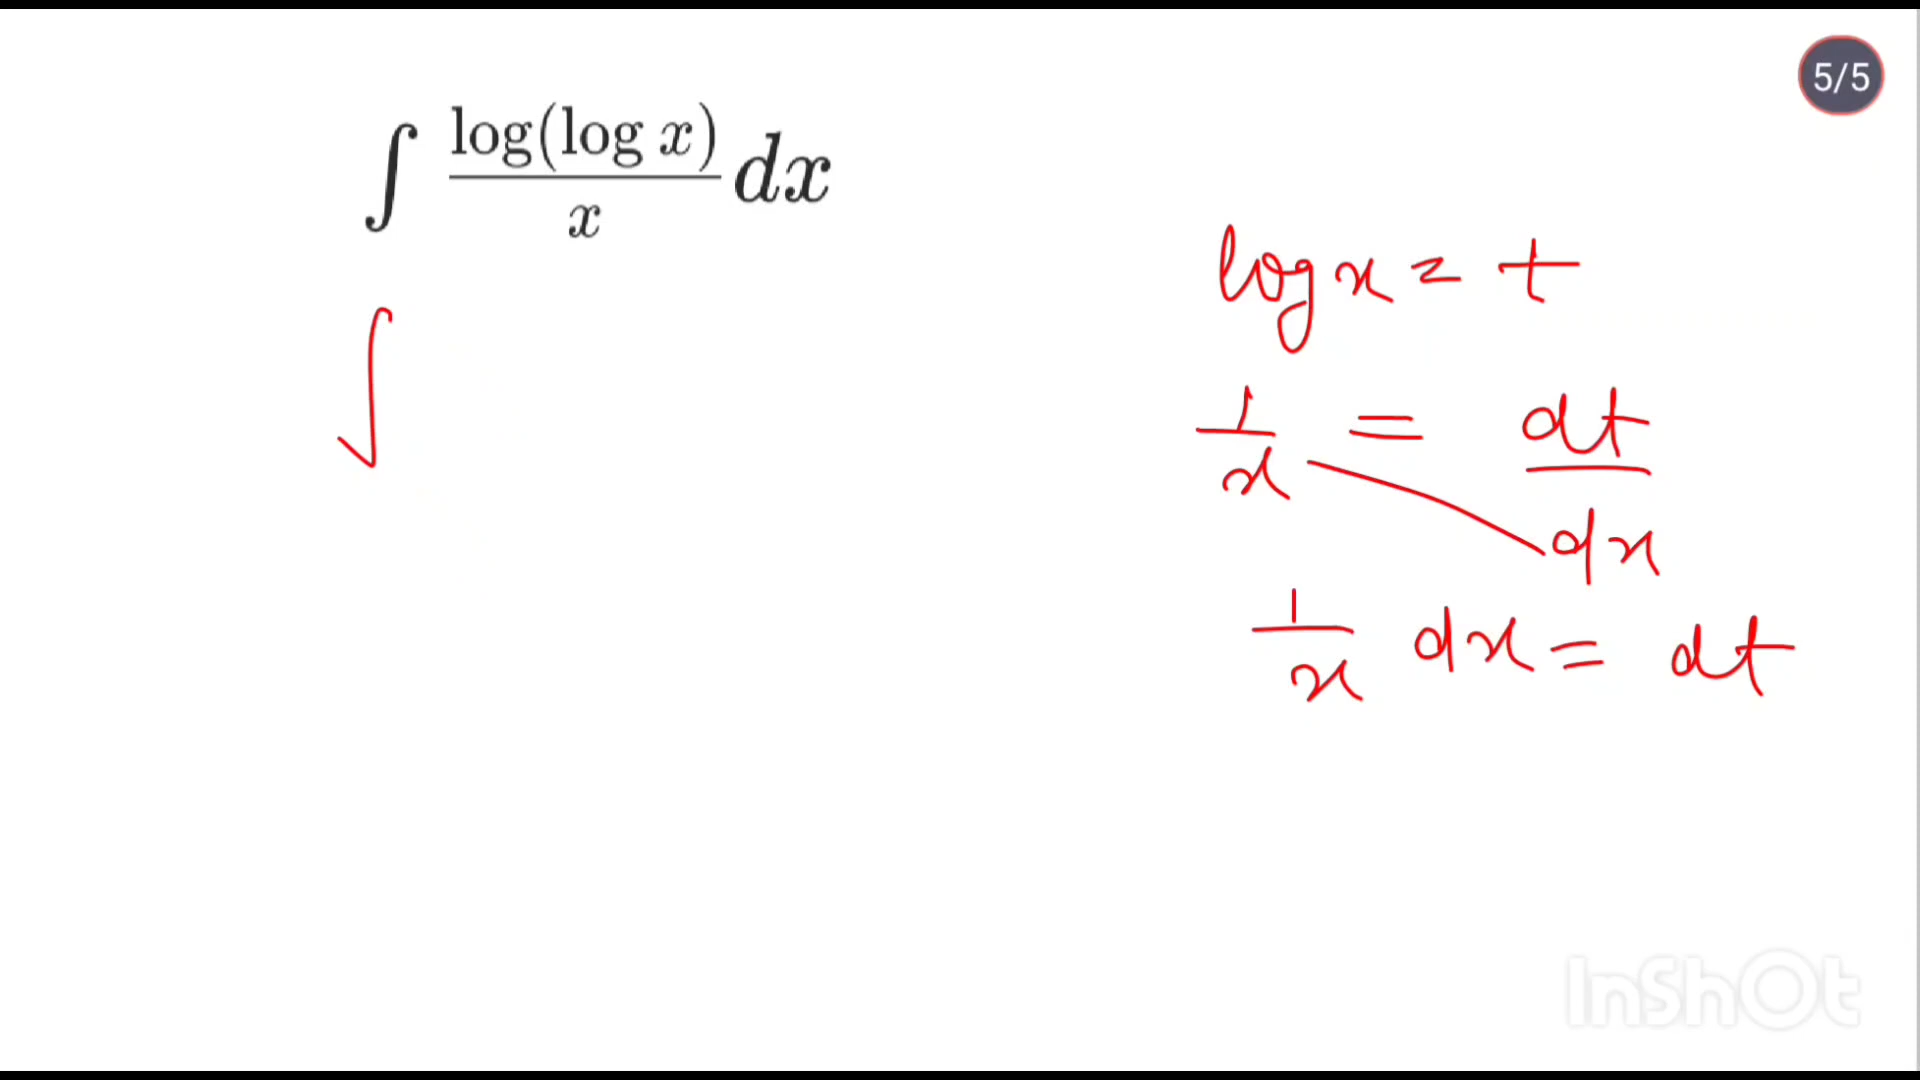 5/5
∫ log(log x)/x dx
log x = t
∫
1/x = dt/dx
1/x dx = dt
InShOt